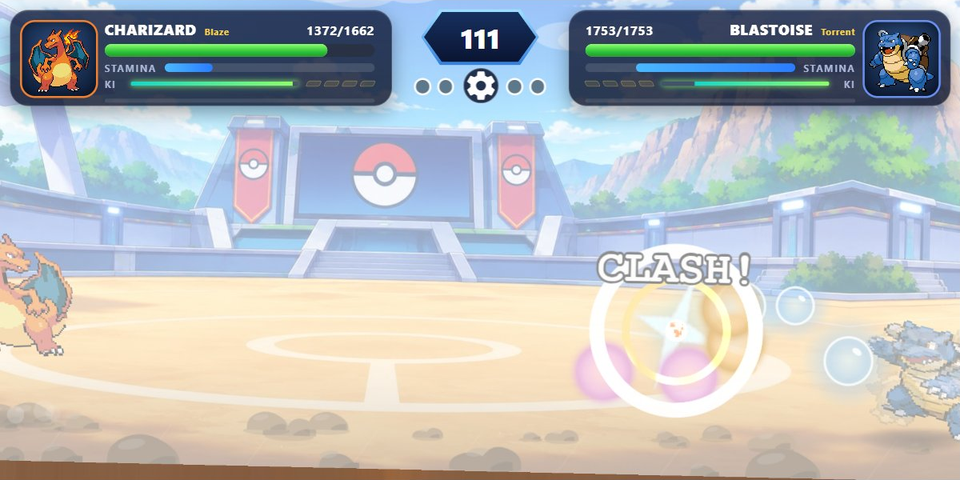 CHARIZARD Blaze 1372/1662
STAMINA
KI
111
1753/1753 BLASTOISE Torrent
STAMINA
KI
CLASH!